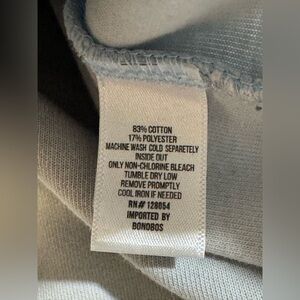 83% COTTON
17% POLYESTER
MACHINE WASH COLD SEPARETELY
INSIDE OUT
ONLY NON-CHLORINE BLEACH
TUMBLE DRY LOW
REMOVE PROMPTLY
COOL IRON IF NEEDED
RN# 128054
IMPORTED BY
BONOBOS